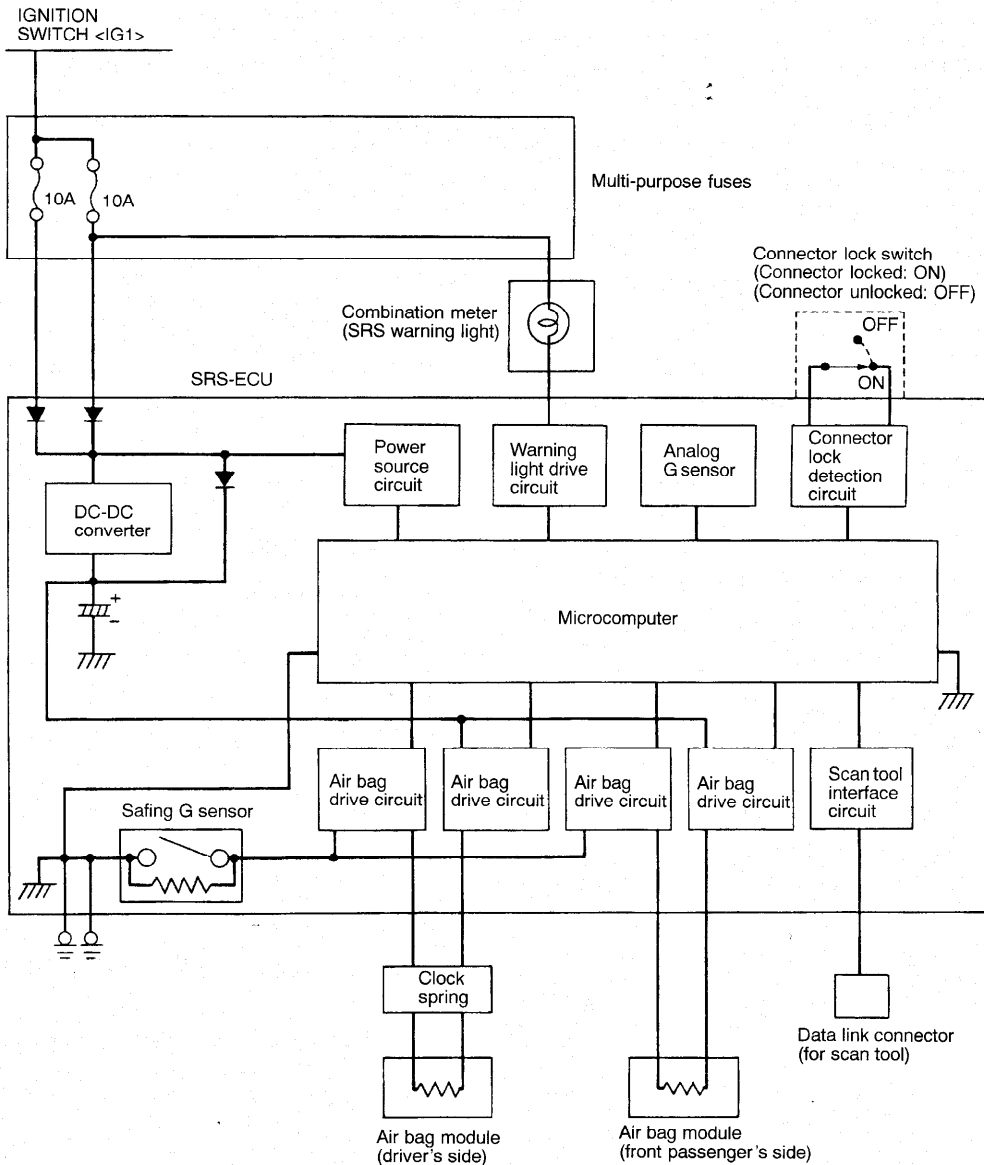 IGNITION
SWITCH <IG1>
10A
10A
Multi-purpose fuses
Connector lock switch
(Connector locked: ON)
(Connector unlocked: OFF)
OFF
ON
Combination meter
(SRS warning light)
SRS-ECU
Power
source
circuit
Warning
light drive
circuit
Analog
G sensor
Connector
lock
detection
circuit
DC-DC
converter
+
–
Microcomputer
Air bag
drive circuit
Air bag
drive circuit
Air bag
drive circuit
Air bag
drive circuit
Scan tool
interface
circuit
Safing G sensor
Clock
spring
Data link connector
(for scan tool)
Air bag module
(driver's side)
Air bag module
(front passenger's side)